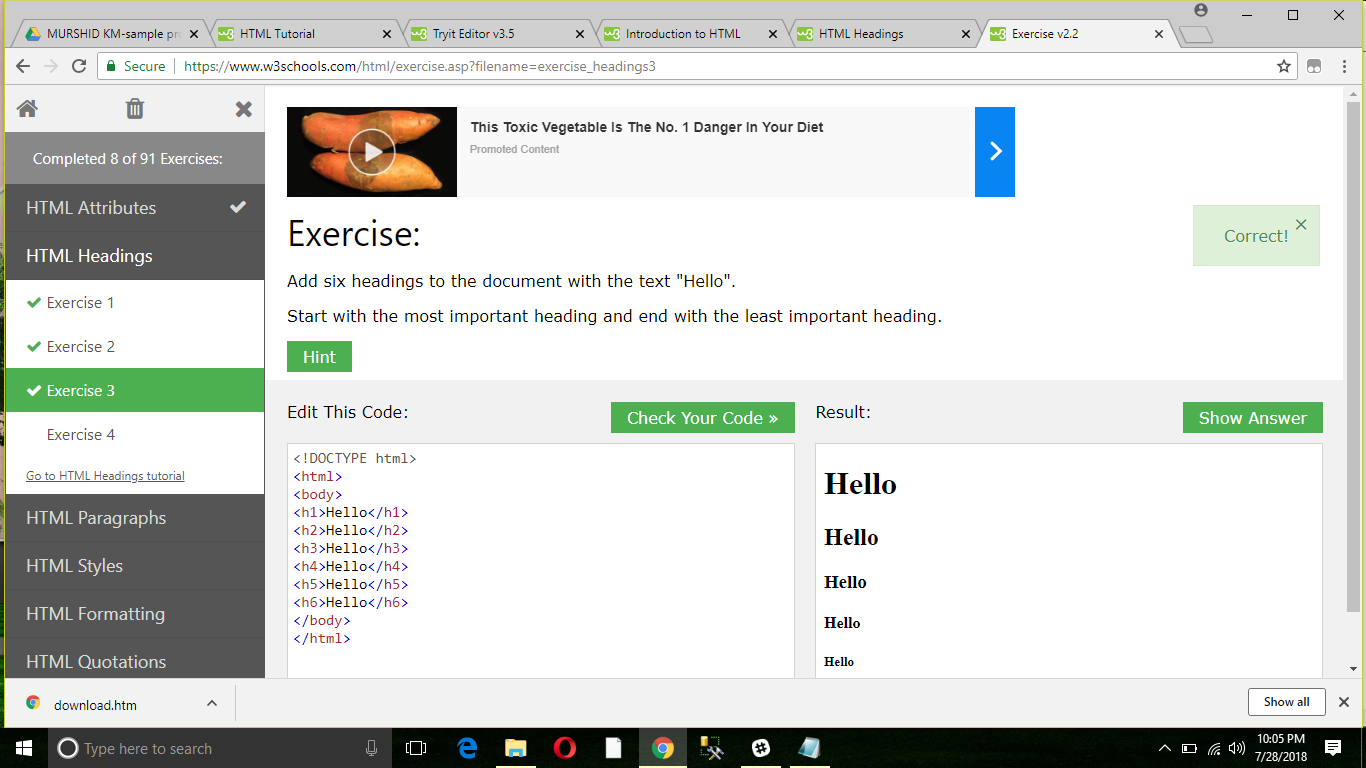 MURSHID KM-sample pr
HTML Tutorial
Tryit Editor v3.5
Introduction to HTML
HTML Headings
Exercise v2.2
Secure
https://www.w3schools.com/html/exercise.asp?filename=exercise_headings3
Completed 8 of 91 Exercises:
HTML Attributes
HTML Headings
Exercise 1
Exercise 2
Exercise 3
Exercise 4
Go to HTML Headings tutorial
HTML Paragraphs
HTML Styles
HTML Formatting
HTML Quotations
This Toxic Vegetable Is The No. 1 Danger In Your Diet
Promoted Content
Exercise:
Correct!
Add six headings to the document with the text "Hello".
Start with the most important heading and end with the least important heading.
Hint
Edit This Code:
Check Your Code »
<!DOCTYPE html>
<html>
<body>
<h1>Hello</h1>
<h2>Hello</h2>
<h3>Hello</h3>
<h4>Hello</h4>
<h5>Hello</h5>
<h6>Hello</h6>
</body>
</html>
Result:
Show Answer
Hello
Hello
Hello
Hello
Hello
download.htm
Show all
Type here to search
10:05 PM
7/28/2018